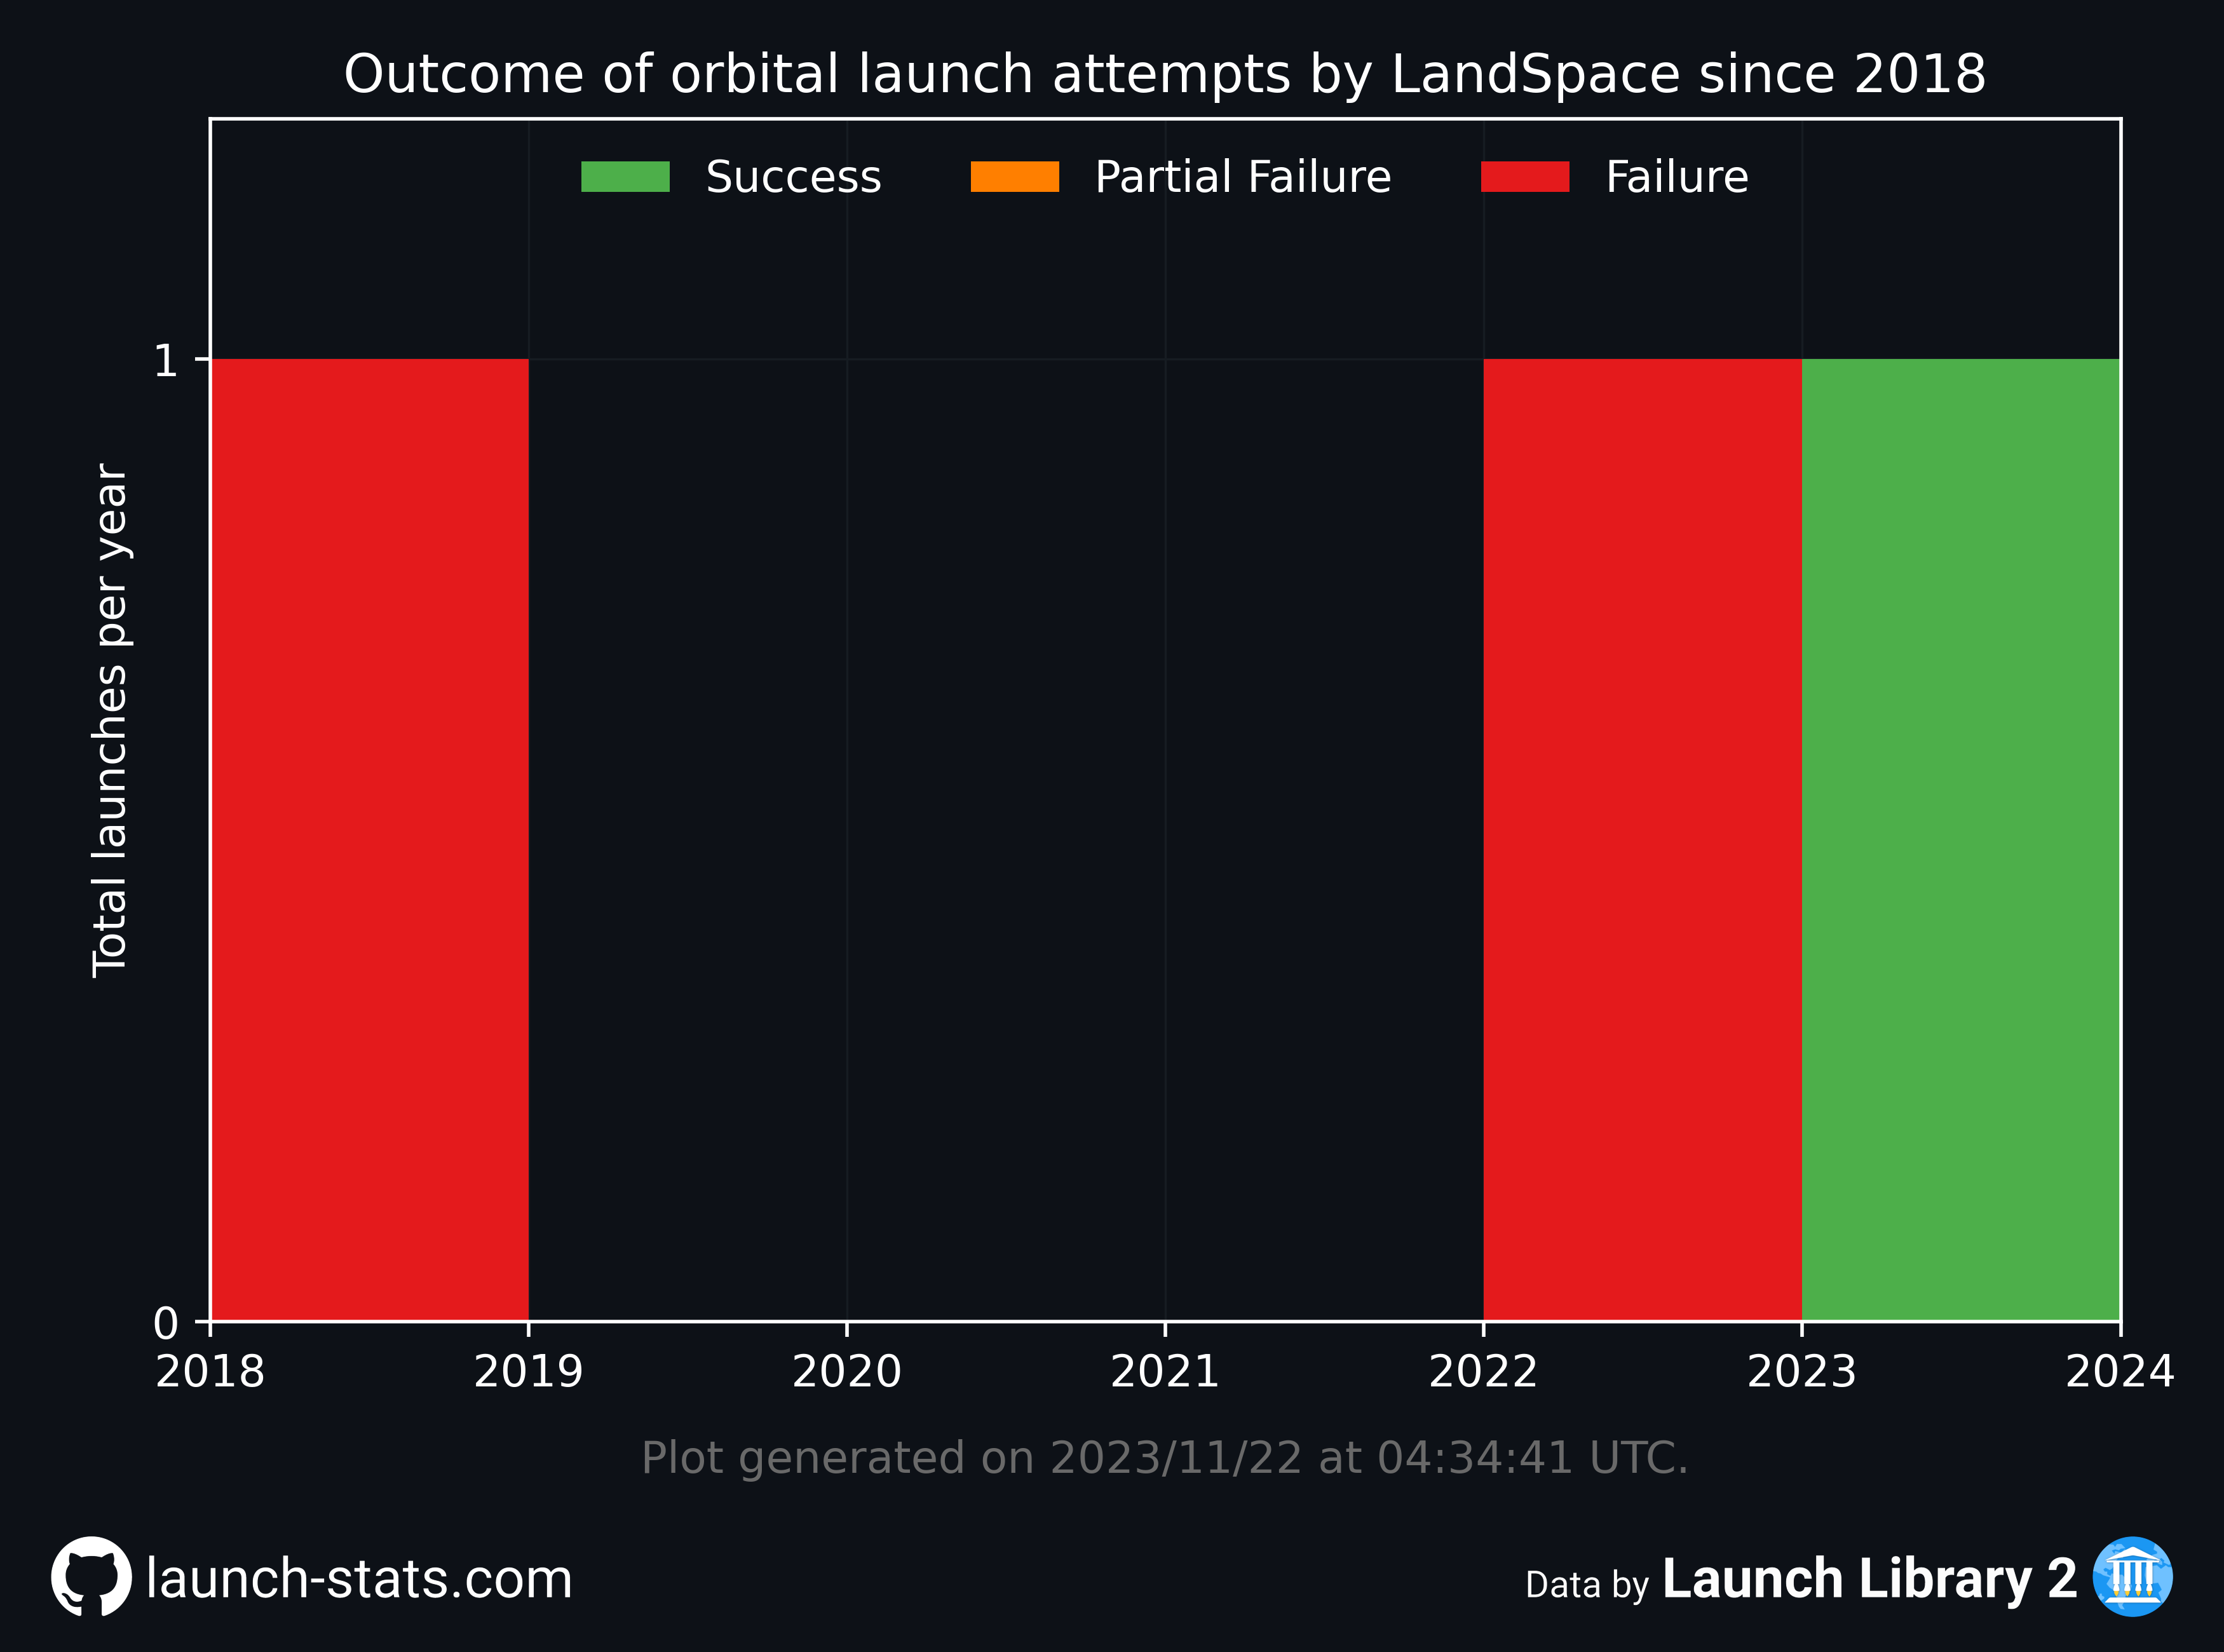 Outcome of orbital launch attempts by LandSpace since 2018
Success Partial Failure Failure
Total launches per year
1
0
2018 2019 2020 2021 2022 2023 2024
Plot generated on 2023/11/22 at 04:34:41 UTC.
launch-stats.com
Data by Launch Library 2